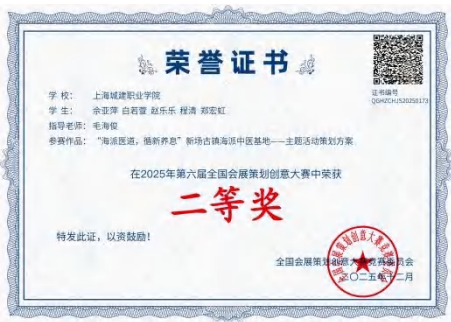 荣誉证书
证书编号
QGHZCHJS20250173
学 校: 上海城建职业学院
学 生: 余亚萍 白若萱 赵乐乐 程清 郑宏虹
指导老师: 毛海俊
参赛作品: “海派医道，循新养息”新场古镇海派中医基地——主题活动策划方案
在2025年第六届全国会展策划创意大赛中荣获
二等奖
特发此证，以资鼓励！
全国会展策划创意大赛竞赛委员会
二〇二五年十二月